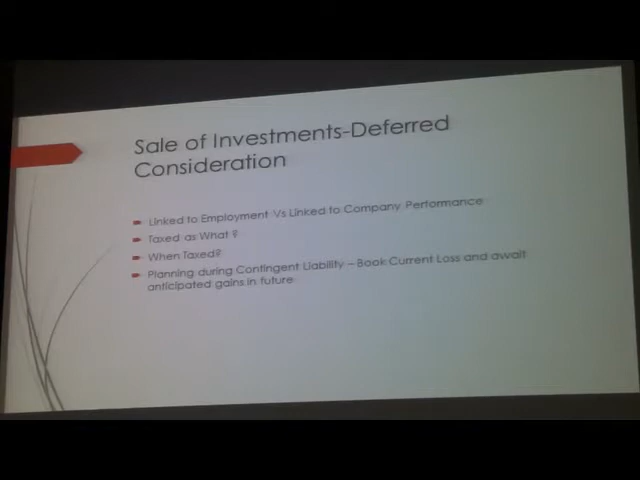 Sale of Investments-Deferred
Consideration
Linked to Employment Vs Linked to Company Performance
Taxed as What ?
When Taxed?
Planning during Contingent Liability – Book Current Loss and await
anticipated gains in future